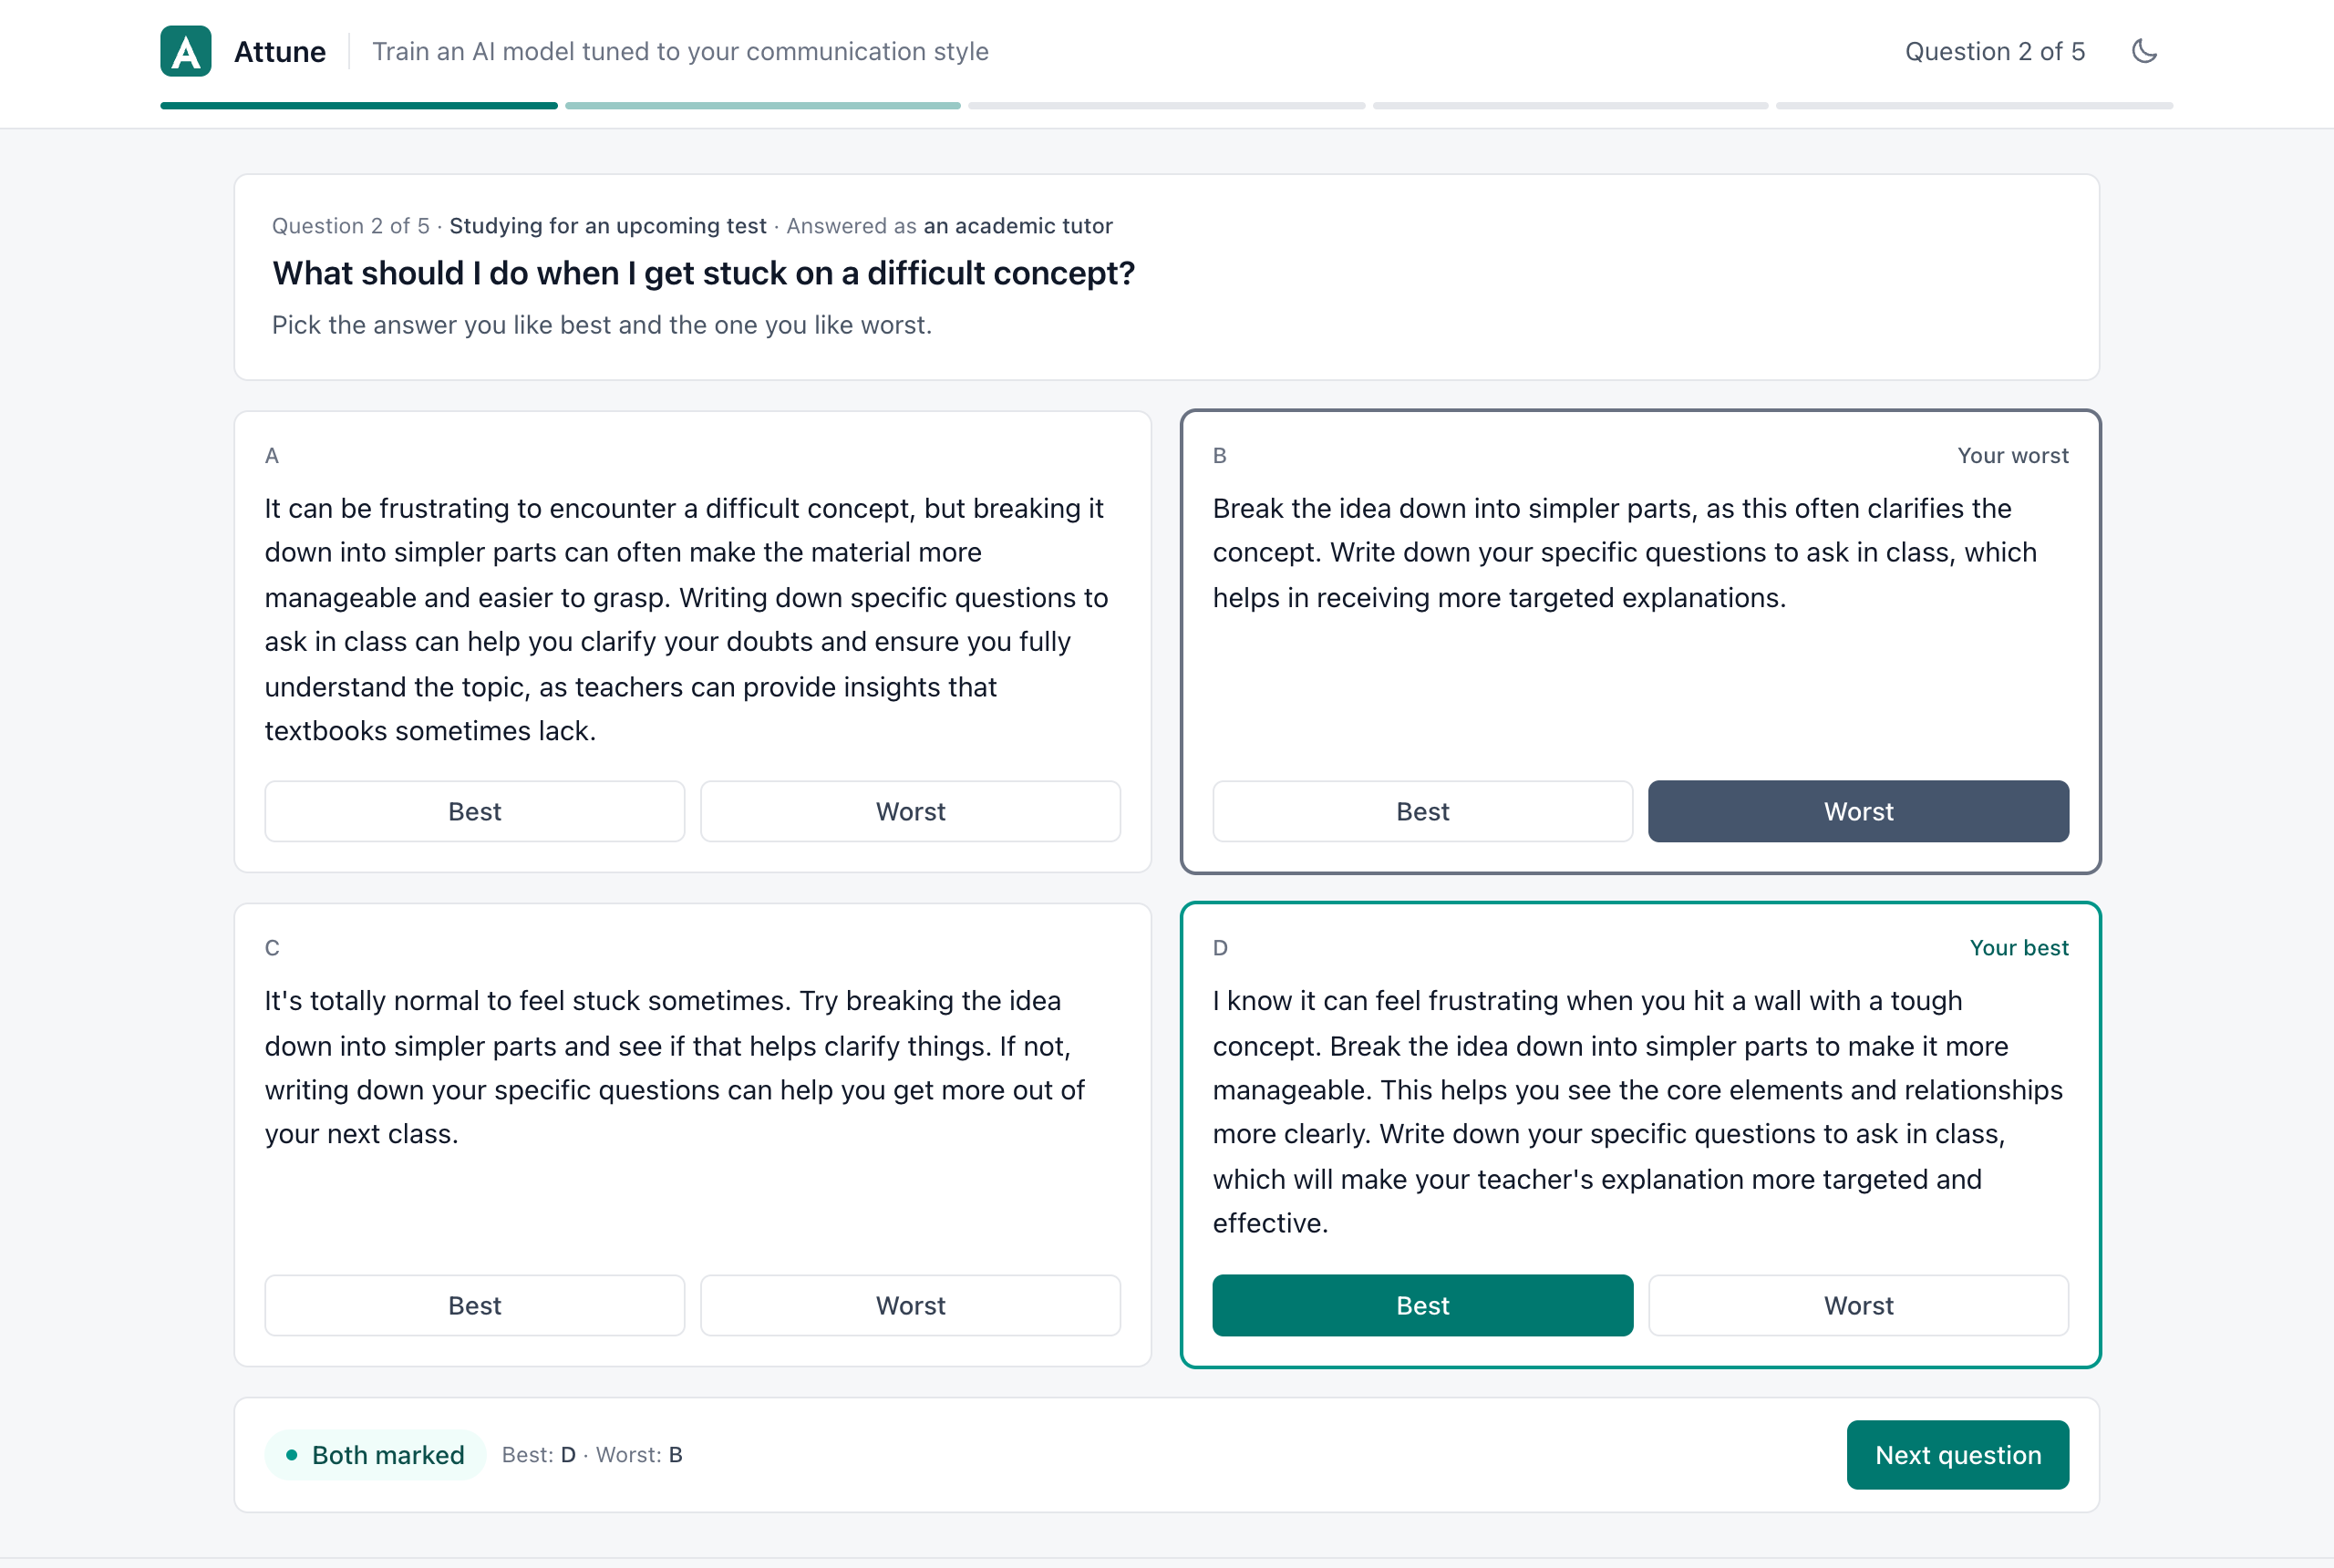 A Attune Train an AI model tuned to your communication style Question 2 of 5
Question 2 of 5 · Studying for an upcoming test · Answered as an academic tutor
What should I do when I get stuck on a difficult concept?
Pick the answer you like best and the one you like worst.
A
It can be frustrating to encounter a difficult concept, but breaking it
down into simpler parts can often make the material more
manageable and easier to grasp. Writing down specific questions to
ask in class can help you clarify your doubts and ensure you fully
understand the topic, as teachers can provide insights that
textbooks sometimes lack.
Best Worst
B Your worst
Break the idea down into simpler parts, as this often clarifies the
concept. Write down your specific questions to ask in class, which
helps in receiving more targeted explanations.
Best Worst
C
It's totally normal to feel stuck sometimes. Try breaking the idea
down into simpler parts and see if that helps clarify things. If not,
writing down your specific questions can help you get more out of
your next class.
Best Worst
D Your best
I know it can feel frustrating when you hit a wall with a tough
concept. Break the idea down into simpler parts to make it more
manageable. This helps you see the core elements and relationships
more clearly. Write down your specific questions to ask in class,
which will make your teacher's explanation more targeted and
effective.
Best Worst
Both marked Best: D · Worst: B Next question